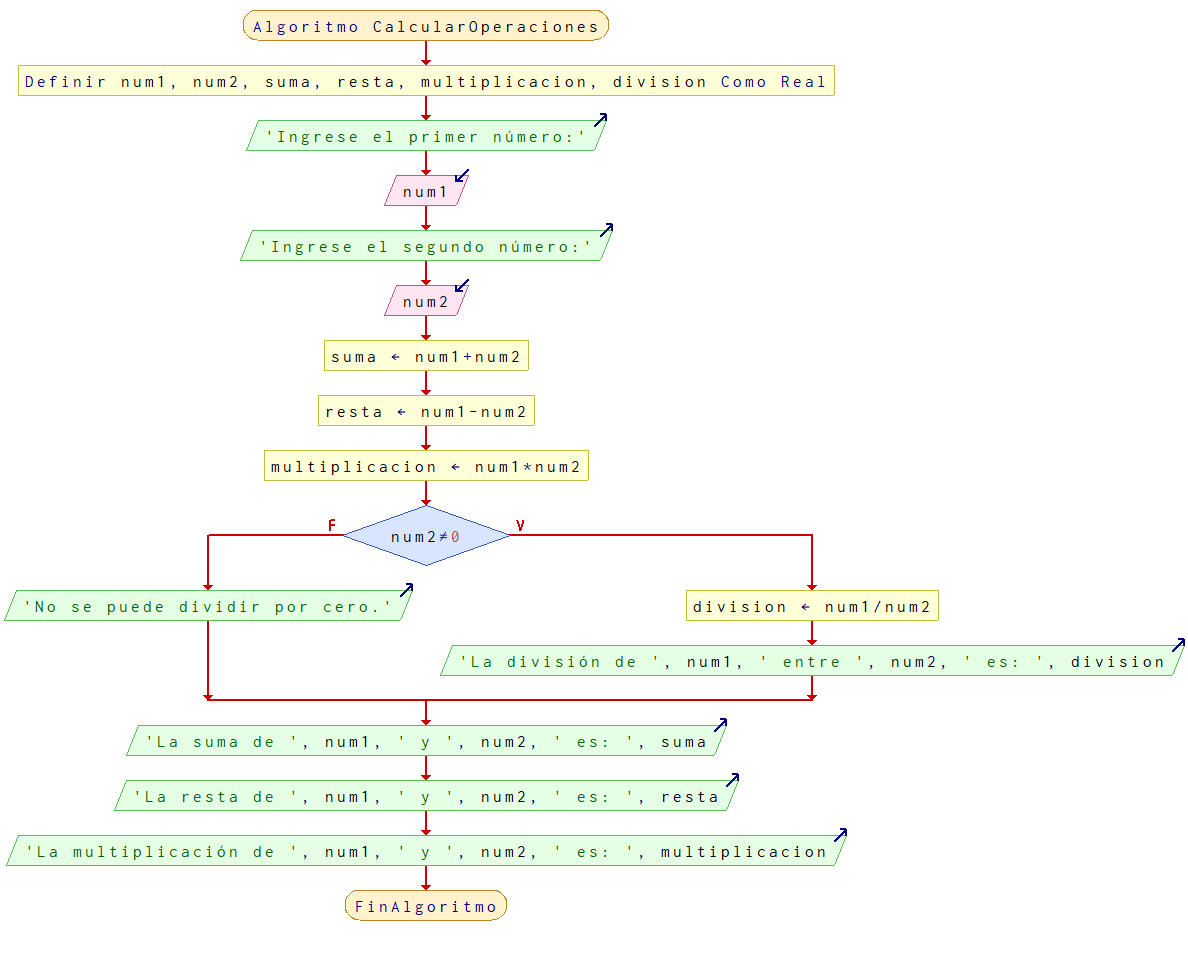 Algoritmo CalcularOperaciones
Definir num1, num2, suma, resta, multiplicacion, division Como Real
'Ingrese el primer número:'
num1
'Ingrese el segundo número:'
num2
suma ← num1+num2
resta ← num1-num2
multiplicacion ← num1*num2
F
V
num2≠0
'No se puede dividir por cero.'
division ← num1/num2
'La división de ', num1, ' entre ', num2, ' es: ', division
'La suma de ', num1, ' y ', num2, ' es: ', suma
'La resta de ', num1, ' y ', num2, ' es: ', resta
'La multiplicación de ', num1, ' y ', num2, ' es: ', multiplicacion
FinAlgoritmo